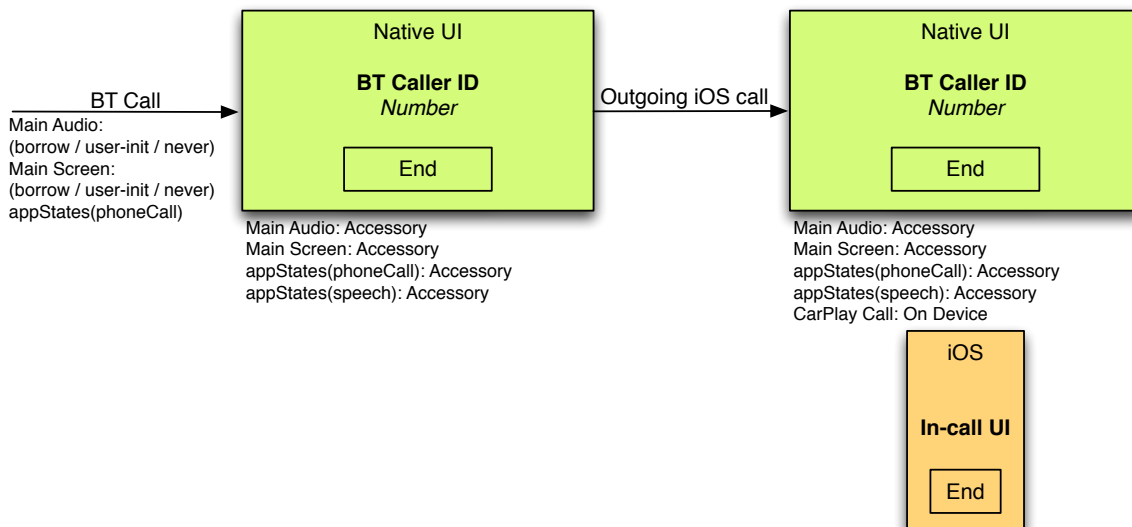 BT Call
Main Audio:
(borrow / user-init / never)
Main Screen:
(borrow / user-init / never)
appStates(phoneCall)
Native UI
BT Caller ID
Number
End
Main Audio: Accessory
Main Screen: Accessory
appStates(phoneCall): Accessory
appStates(speech): Accessory
Outgoing iOS call
Native UI
BT Caller ID
Number
End
Main Audio: Accessory
Main Screen: Accessory
appStates(phoneCall): Accessory
appStates(speech): Accessory
CarPlay Call: On Device
iOS
In-call UI
End